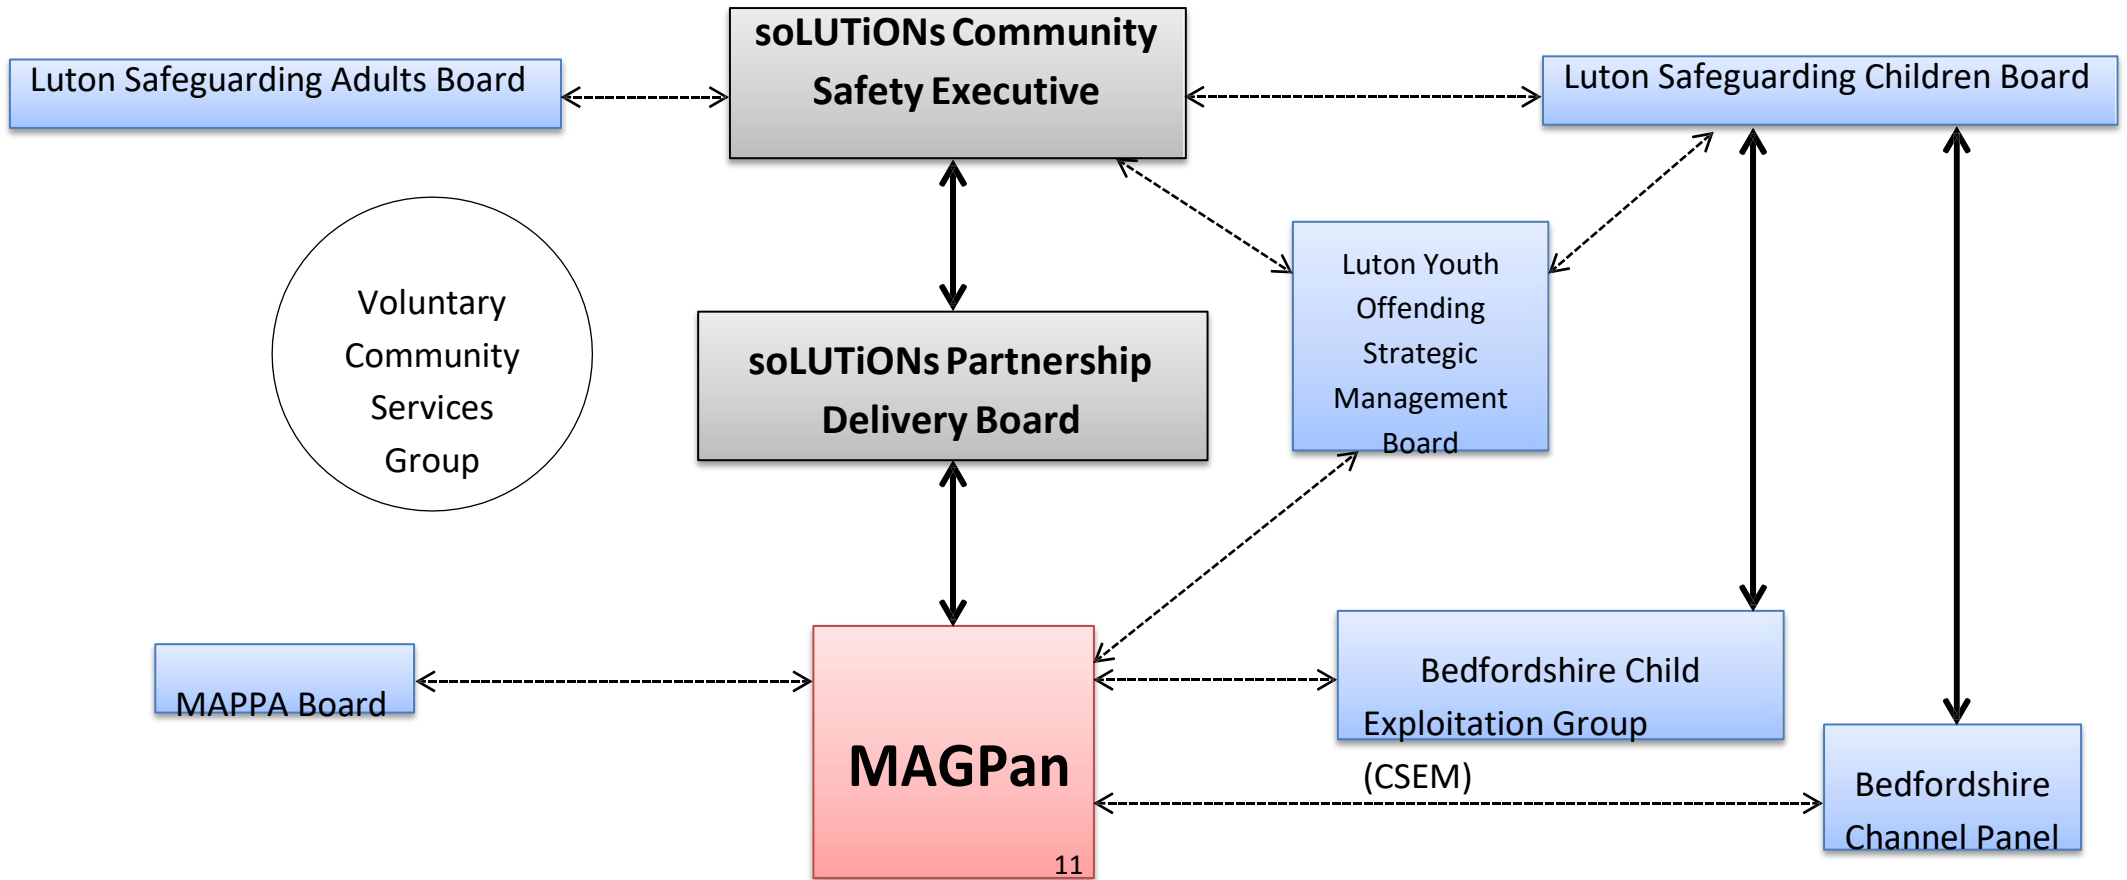 soLUTiONs Community
Safety Executive
Luton Safeguarding Adults Board
Luton Safeguarding Children Board
Voluntary
Community
Services
Group
soLUTiONs Partnership
Delivery Board
Luton Youth
Offending
Strategic
Management
Board
MAPPA Board
MAGPan
11
Bedfordshire Child
Exploitation Group
(CSEM)
Bedfordshire
Channel Panel